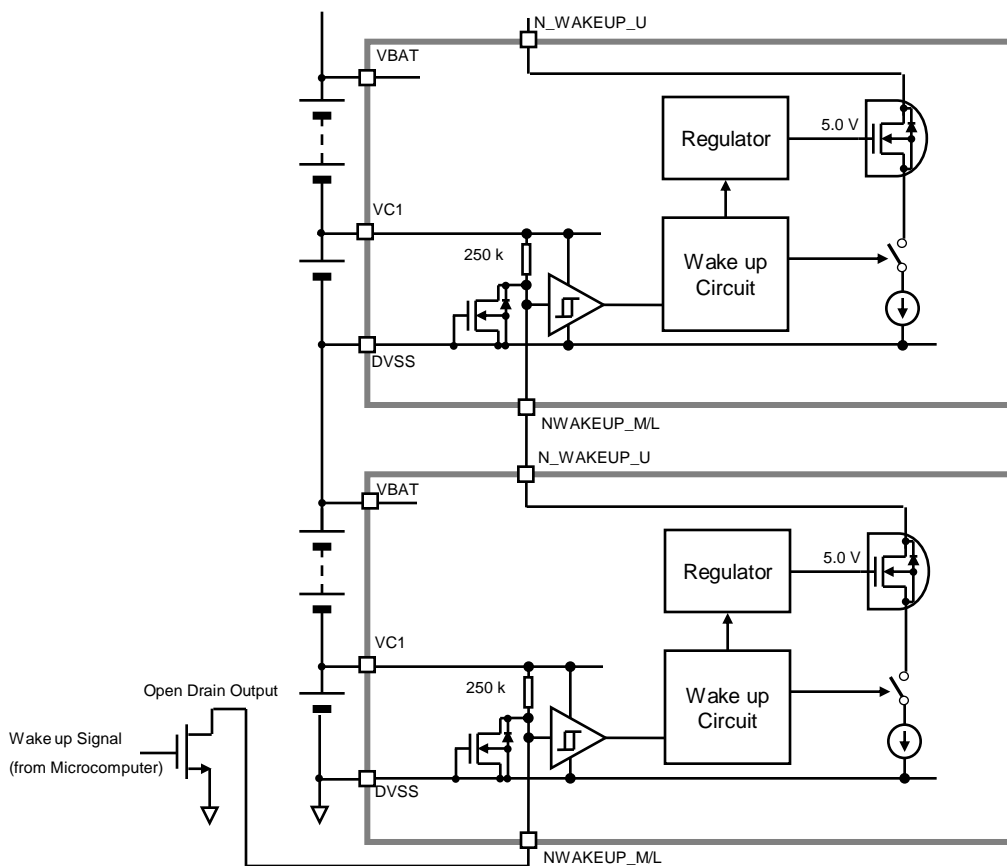 N_WAKEUP_U
VBAT
Regulator
5.0 V
VC1
250 k
Wake up
Circuit
DVSS
NWAKEUP_M/L
N_WAKEUP_U
VBAT
Regulator
5.0 V
VC1
250 k
Wake up
Circuit
Open Drain Output
Wake up Signal
(from Microcomputer)
DVSS
NWAKEUP_M/L